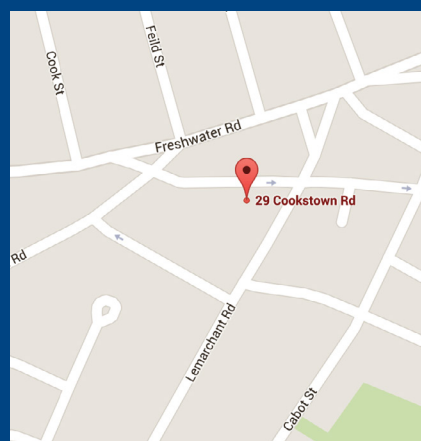 Cook St
Feild St
Freshwater Rd
29 Cookstown Rd
Rd
Lemarchant Rd
Cabot St